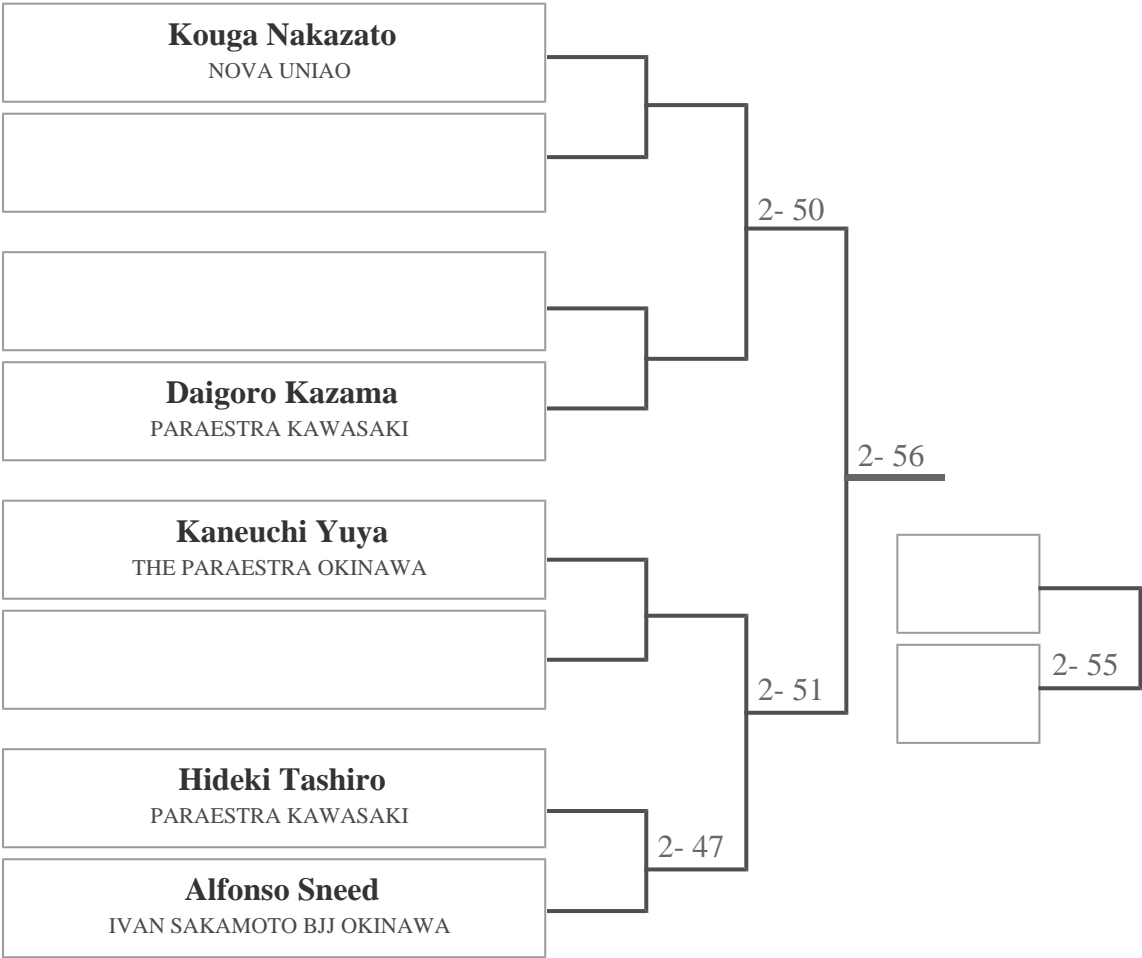 Kouga Nakazato
NOVA UNIAO
2- 50
Daigoro Kazama
PARAESTRA KAWASAKI
2- 56
Kaneuchi Yuya
THE PARAESTRA OKINAWA
2- 55
2- 51
Hideki Tashiro
PARAESTRA KAWASAKI
2- 47
Alfonso Sneed
IVAN SAKAMOTO BJJ OKINAWA